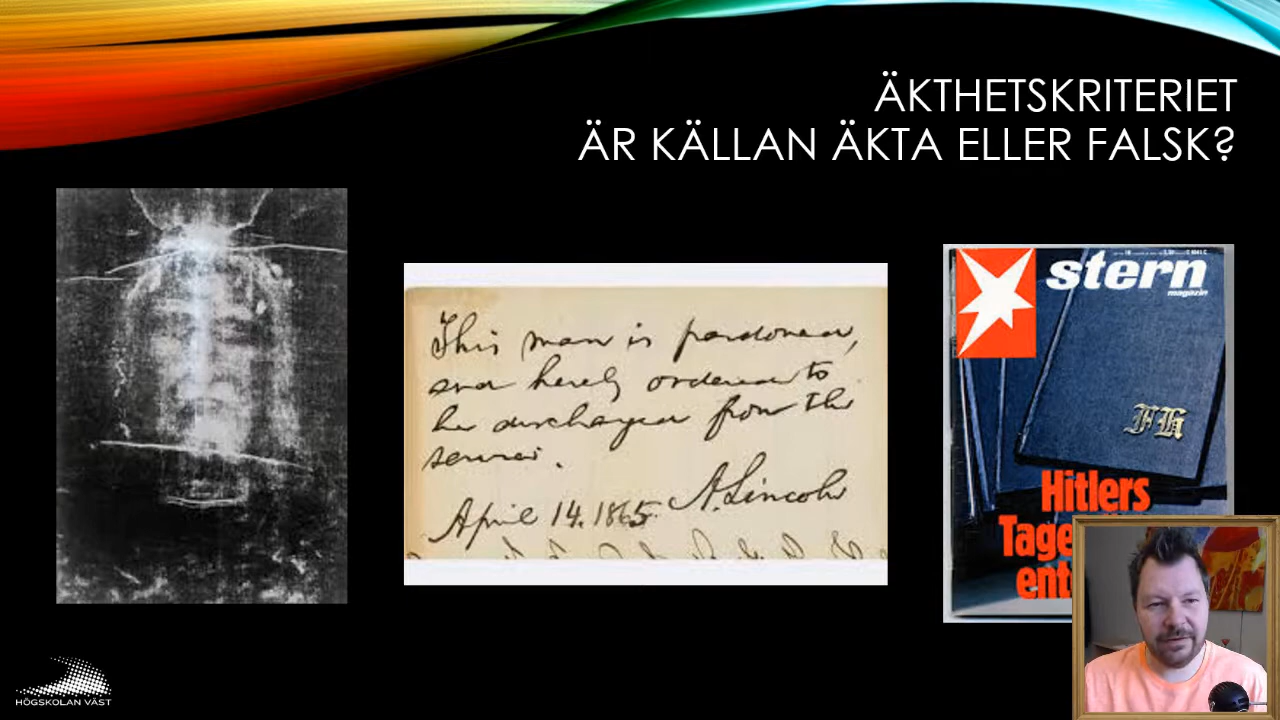 ÄKTHETSKRITERIET
ÄR KÄLLAN ÄKTA ELLER FALSK?
This man is pardoned,
and hereby ordered to
be discharged from the
service.
April 14. 1865. A. Lincoln
stern
magazin
FH
Hitlers
Tage
ent
HÖGSKOLAN VÄST